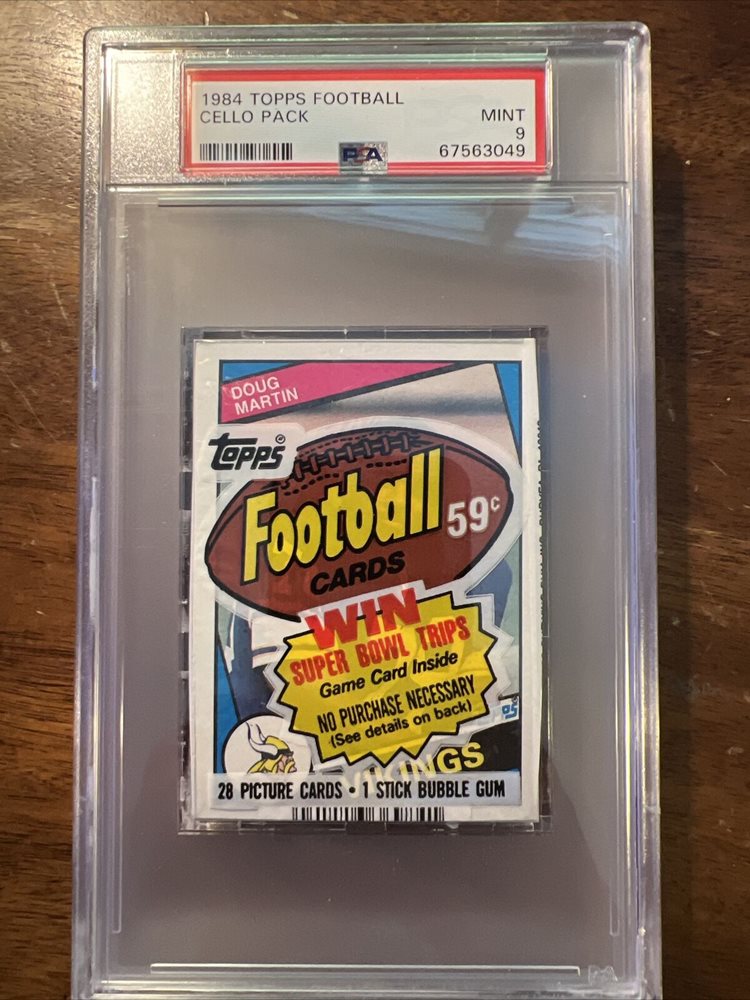 1984 TOPPS FOOTBALL
CELLO PACK
MINT
9
PSA
67563049
DOUG
MARTIN
TOPPS®
Football
59¢
CARDS
WIN
SUPER BOWL TRIPS
Game Card Inside
NO PURCHASE NECESSARY
(See details on back)
VIKINGS
28 PICTURE CARDS • 1 STICK BUBBLE GUM